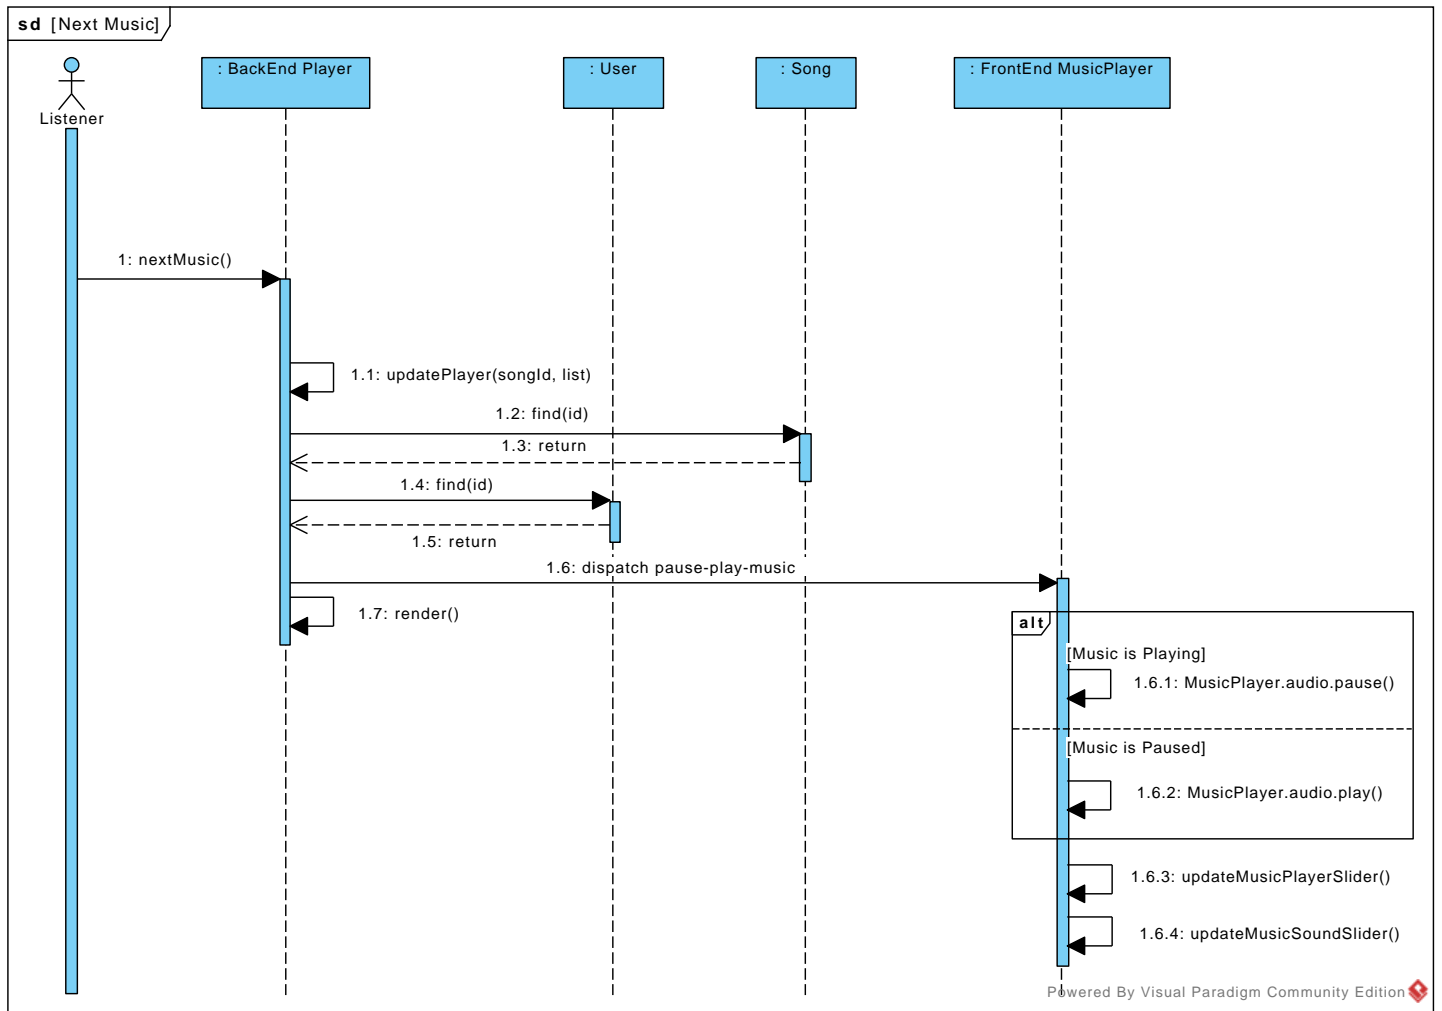 sd [Next Music]
: BackEnd Player
: User
: Song
: FrontEnd MusicPlayer
Listener
1: nextMusic()
1.1: updatePlayer(songId, list)
1.2: find(id)
1.3: return
1.4: find(id)
1.5: return
1.6: dispatch pause-play-music
1.7: render()
alt
[Music is Playing]
1.6.1: MusicPlayer.audio.pause()
[Music is Paused]
1.6.2: MusicPlayer.audio.play()
1.6.3: updateMusicPlayerSlider()
1.6.4: updateMusicSoundSlider()
Powered By Visual Paradigm Community Edition